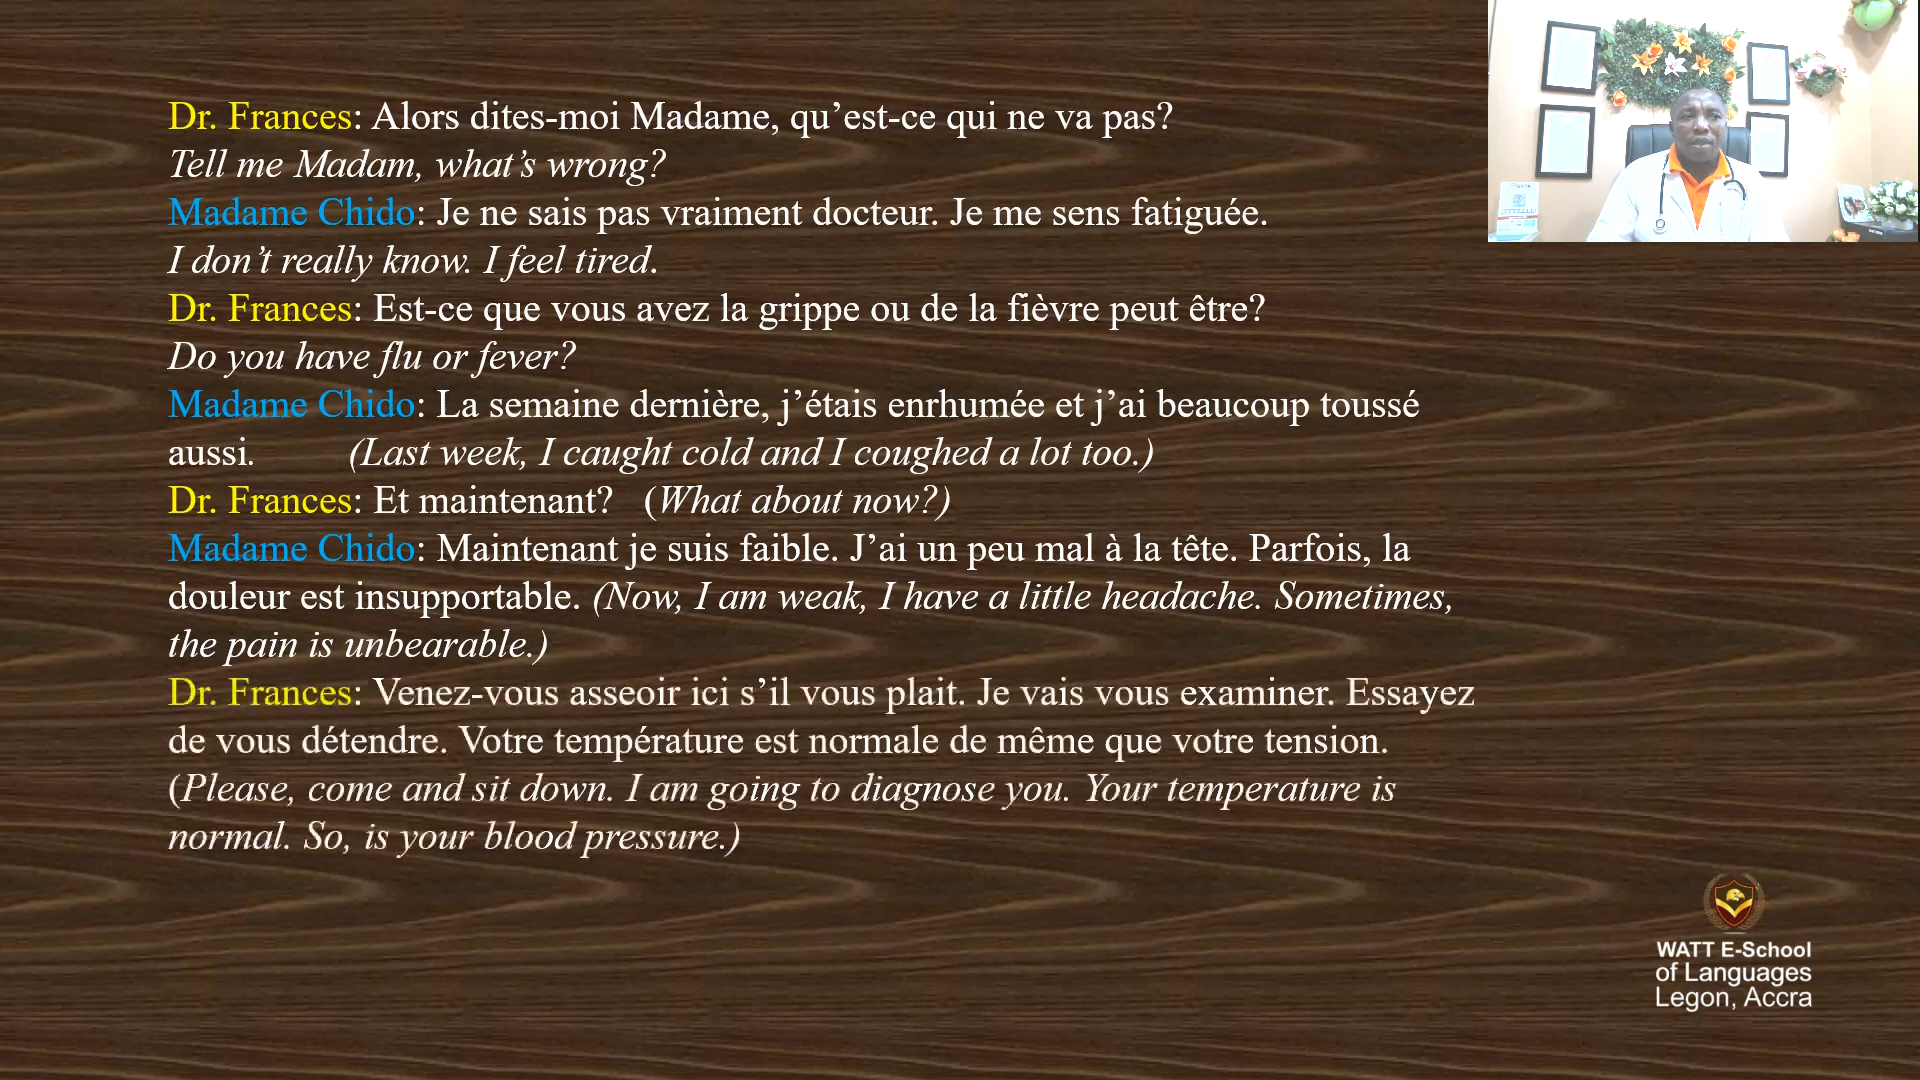 Dr. Frances: Alors dites-moi Madame, qu’est-ce qui ne va pas?
Tell me Madam, what’s wrong?
Madame Chido: Je ne sais pas vraiment docteur. Je me sens fatiguée.
I don’t really know. I feel tired.
Dr. Frances: Est-ce que vous avez la grippe ou de la fièvre peut être?
Do you have flu or fever?
Madame Chido: La semaine dernière, j’étais enrhumée et j’ai beaucoup toussé
aussi. (Last week, I caught cold and I coughed a lot too.)
Dr. Frances: Et maintenant? (What about now?)
Madame Chido: Maintenant je suis faible. J’ai un peu mal à la tête. Parfois, la
douleur est insupportable. (Now, I am weak, I have a little headache. Sometimes,
the pain is unbearable.)
Dr. Frances: Venez-vous asseoir ici s’il vous plait. Je vais vous examiner. Essayez
de vous détendre. Votre température est normale de même que votre tension.
(Please, come and sit down. I am going to diagnose you. Your temperature is
normal. So, is your blood pressure.)
WATT E-School
of Languages
Legon, Accra